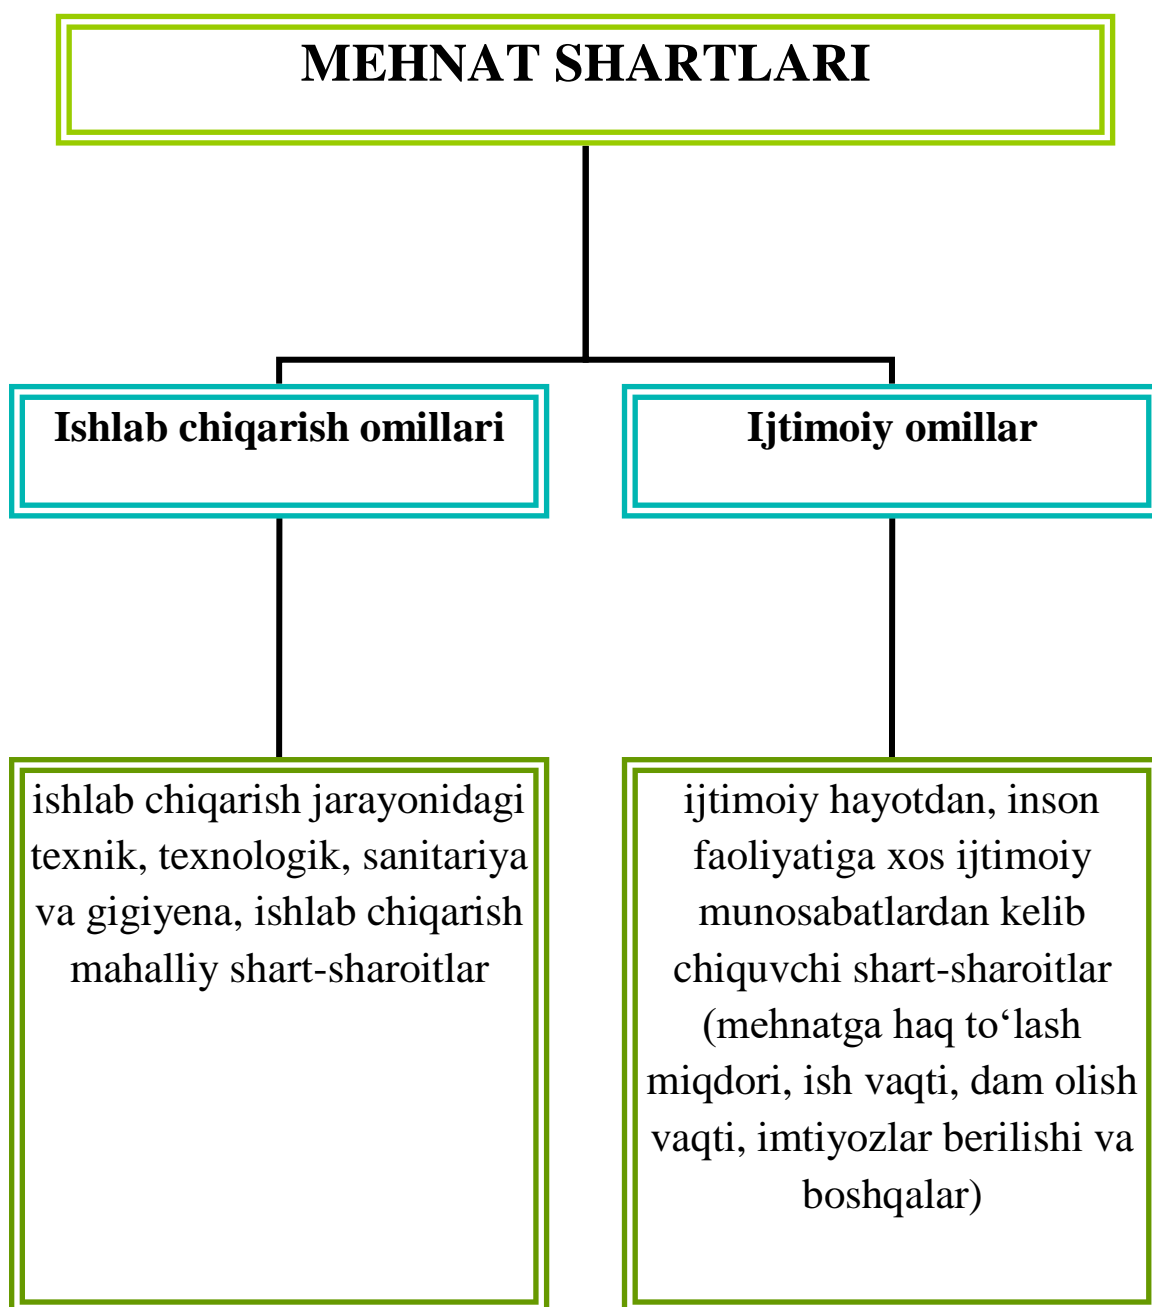 MEHNAT SHARTLARI
Ishlab chiqarish omillari
Ijtimoiy omillar
ishlab chiqarish jarayonidagi
texnik, texnologik, sanitariya
va gigiyena, ishlab chiqarish
mahalliy shart-sharoitlar
ijtimoiy hayotdan, inson
faoliyatiga xos ijtimoiy
munosabatlardan kelib
chiquvchi shart-sharoitlar
(mehnatga haq to‘lash
miqdori, ish vaqti, dam olish
vaqti, imtiyozlar berilishi va
boshqalar)